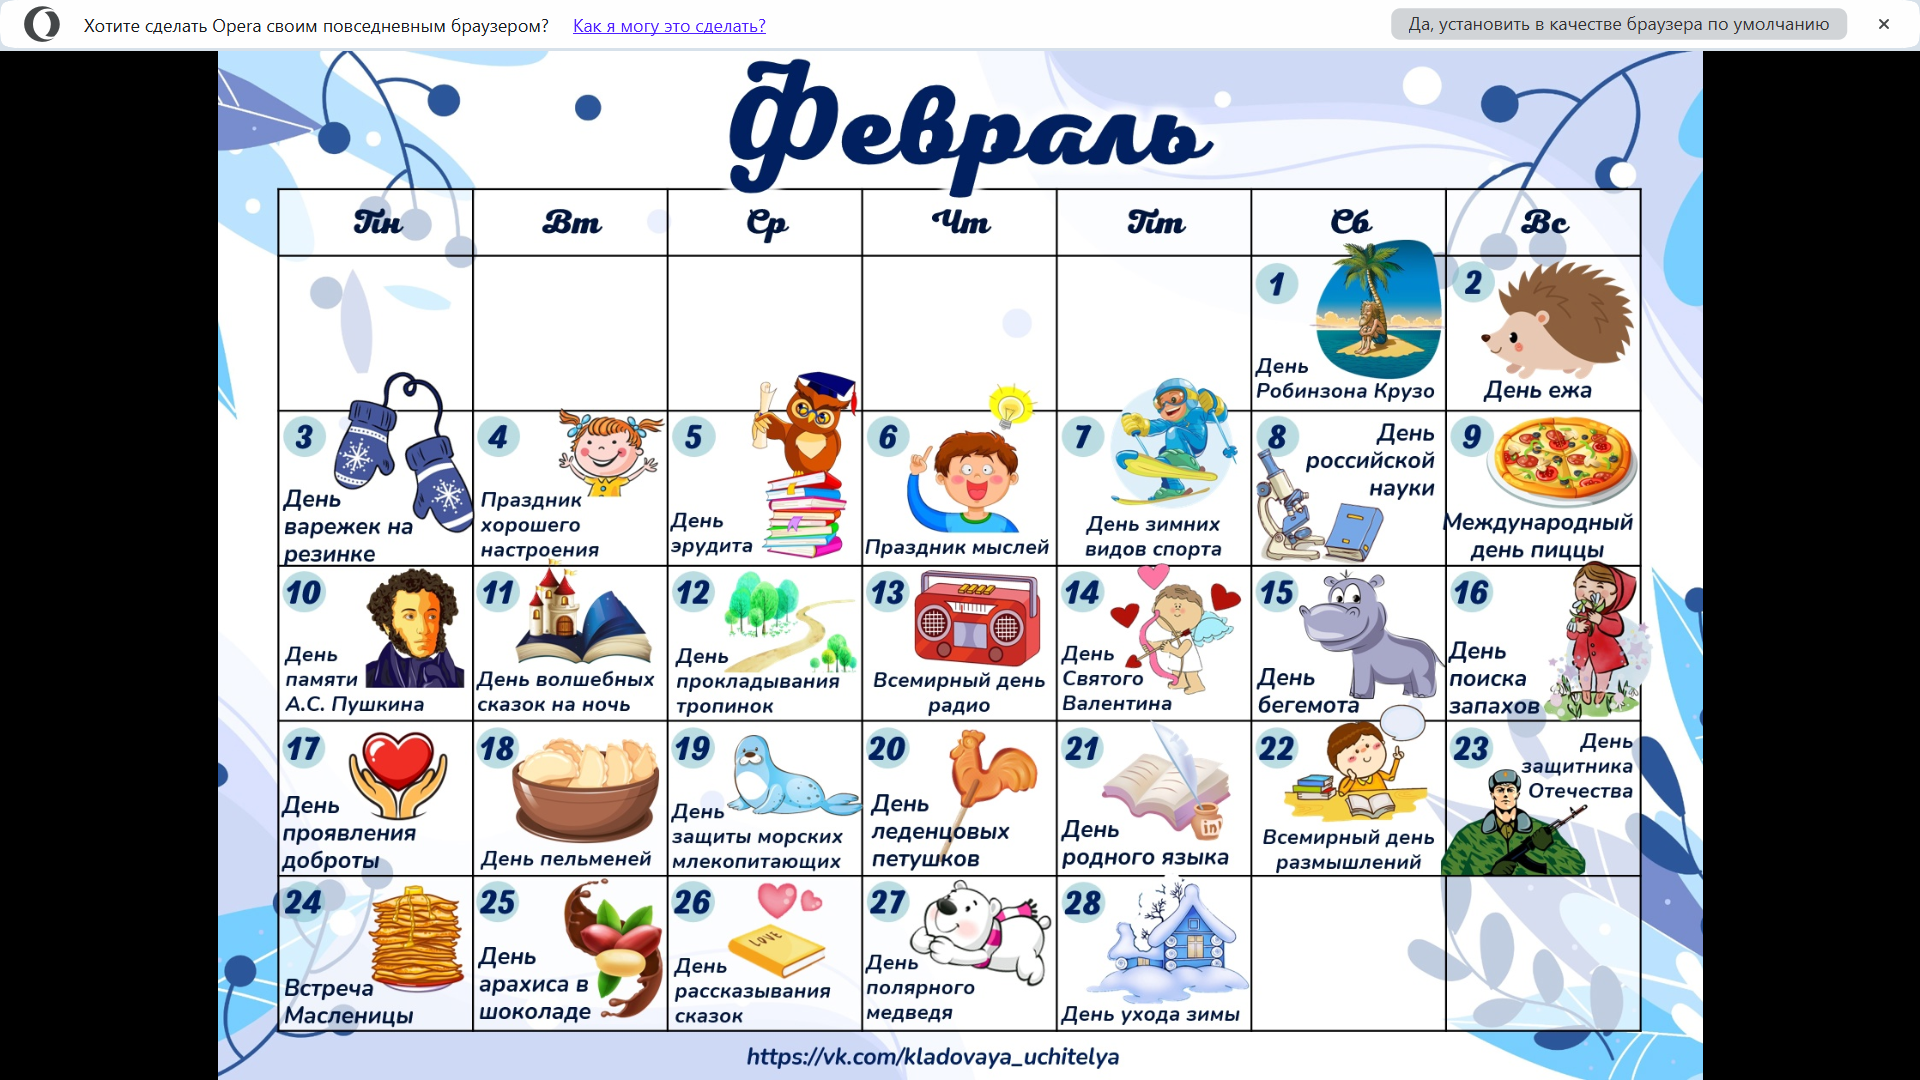 Хотите сделать Opera своим повседневным браузером? Как я могу это сделать?
Да, установить в качестве браузера по умолчанию
Февраль
Пн Вт Ср Чт Пт Сб Вс
1
День
Робинзона Крузо
2
День ежа
3
День
варежек на
резинке
4
Праздник
хорошего
настроения
5
День
эрудита
6
Праздник мыслей
7
День зимних
видов спорта
8
День
российской
науки
9
Международный
день пиццы
10
День
памяти
А.С. Пушкина
11
День волшебных
сказок на ночь
12
День
прокладывания
тропинок
13
Всемирный день
радио
14
День
Святого
Валентина
15
День
бегемота
16
День
поиска
запахов
17
День
проявления
доброты
18
День пельменей
19
День
защиты морских
млекопитающих
20
День
леденцовых
петушков
21
in
День
родного языка
22
Всемирный день
размышлений
23
День
защитника
Отечества
24
Встреча
Масленицы
25
День
арахиса в
шоколаде
26
LOVE
День
рассказывания
сказок
27
День
полярного
медведя
28
День ухода зимы
https://vk.com/kladovaya_uchitelya